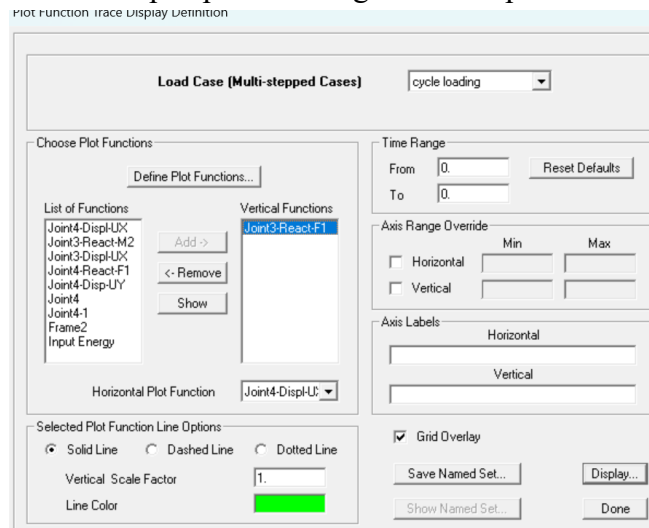 Plot Function Trace Display Definition
Load Case (Multi-stepped Cases)
cycle loading
Choose Plot Functions
Define Plot Functions...
List of Functions
Vertical Functions
Joint4-Displ-UX
Joint3-React-M2
Joint3-Displ-UX
Joint4-React-F1
Joint4-Disp-UY
Joint4
Joint4-1
Frame2
Input Energy
Add ->
<- Remove
Show
Joint3-React-F1
Horizontal Plot Function
Joint4-Displ-U
Time Range
From
0.
Reset Defaults
To
0.
Axis Range Override
Min
Max
Horizontal
Vertical
Axis Labels
Horizontal
Vertical
Selected Plot Function Line Options
Solid Line
Dashed Line
Dotted Line
Vertical Scale Factor
1.
Line Color
Grid Overlay
Save Named Set...
Display...
Show Named Set...
Done